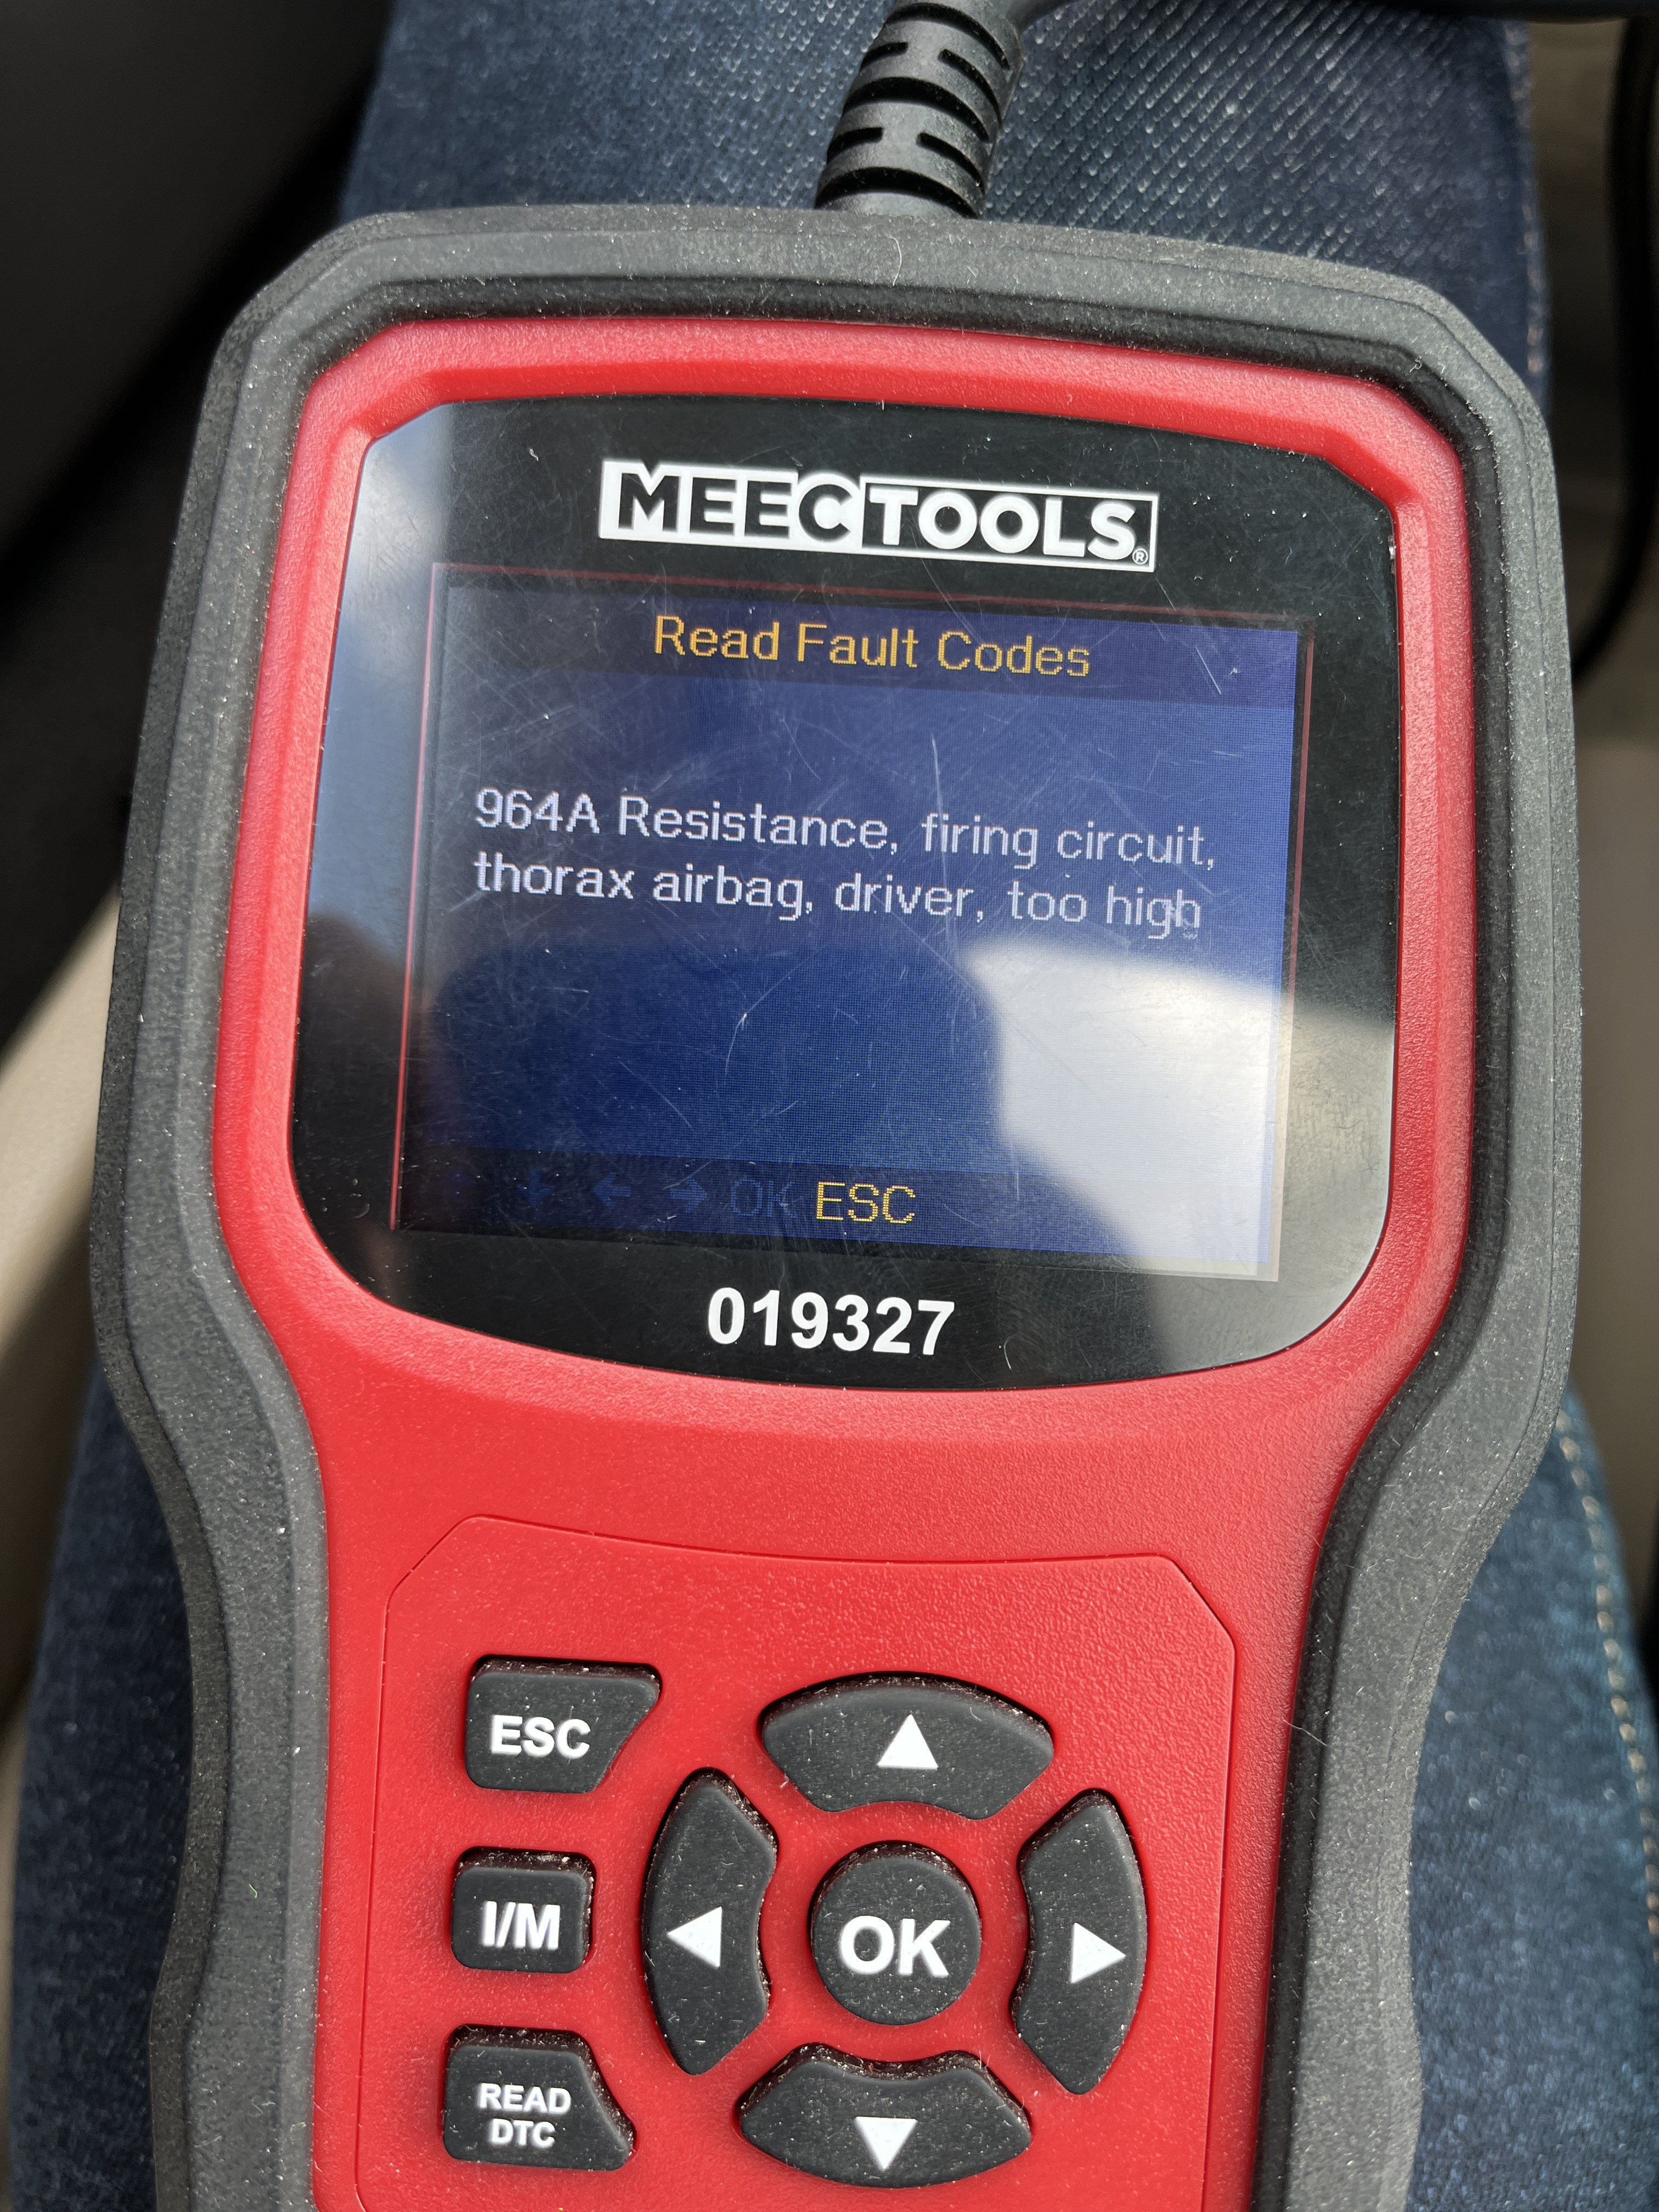 MEECTOOLS®
Read Fault Codes
964A Resistance, firing circuit,
thorax airbag, driver, too high
OK ESC
019327
ESC
I/M
OK
READ
DTC